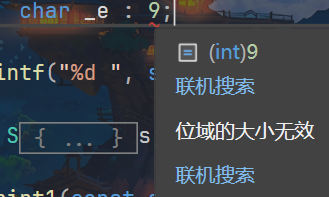 char _e : 9;
(int)9
intf("%d ", s
联机搜索
S { ... } s
位域的大小无效
联机搜索
int1(const